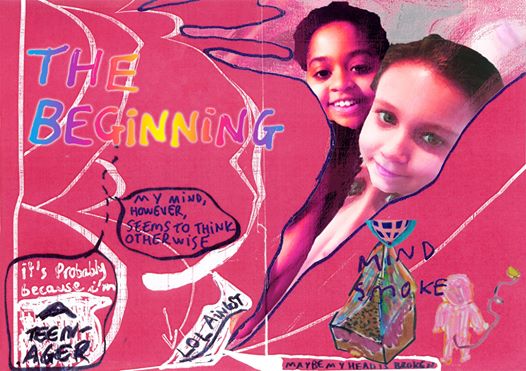 THE
BEGiNNiNG
MY MIND,
HOWEVER,
SEEMS TO THINK
OTHERWISE
it's Probably
because i'm
A
TEEN-
AGER
LOL AINGST
MIND
SMOKE
MAYBE MY HEAD IS BROKEN